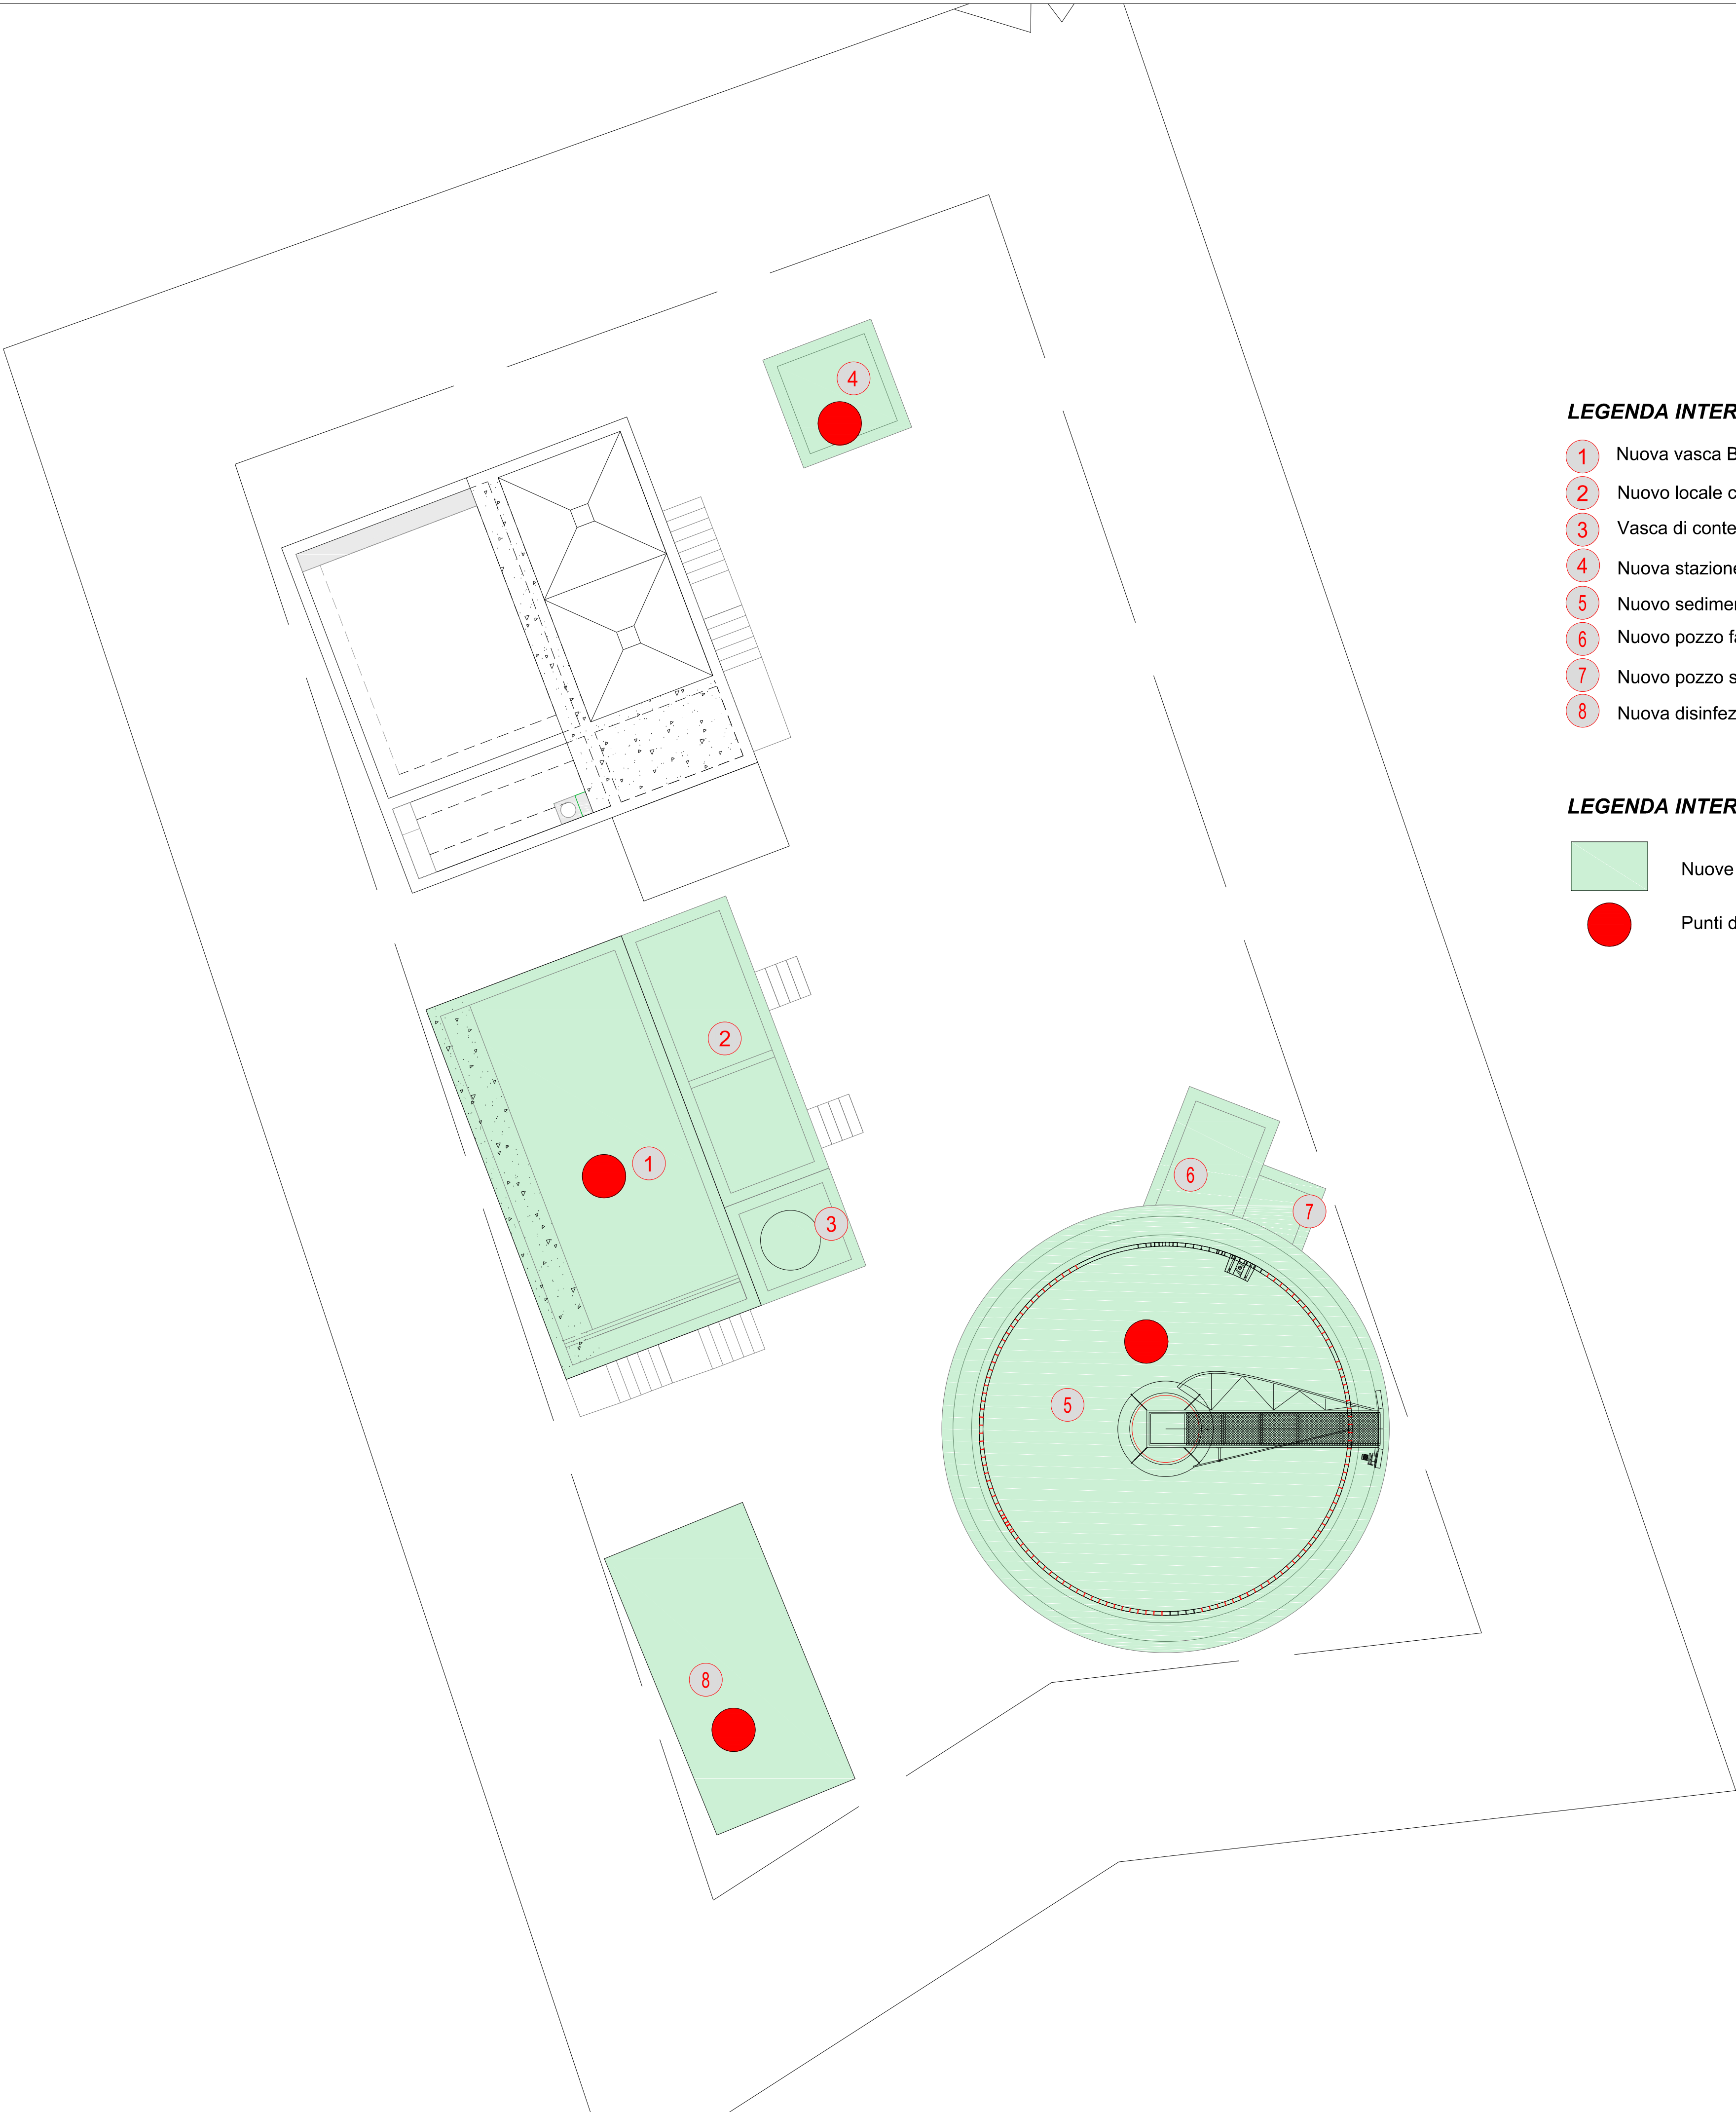 4
LEGENDA INTER
1 Nuova vasca B
2 Nuovo locale c
3 Vasca di conte
4 Nuova stazione
5 Nuovo sedimer
6 Nuovo pozzo fa
7 Nuovo pozzo s
8 Nuova disinfez
LEGENDA INTER
Nuove
Punti d
2
1
3
6
7
5
8